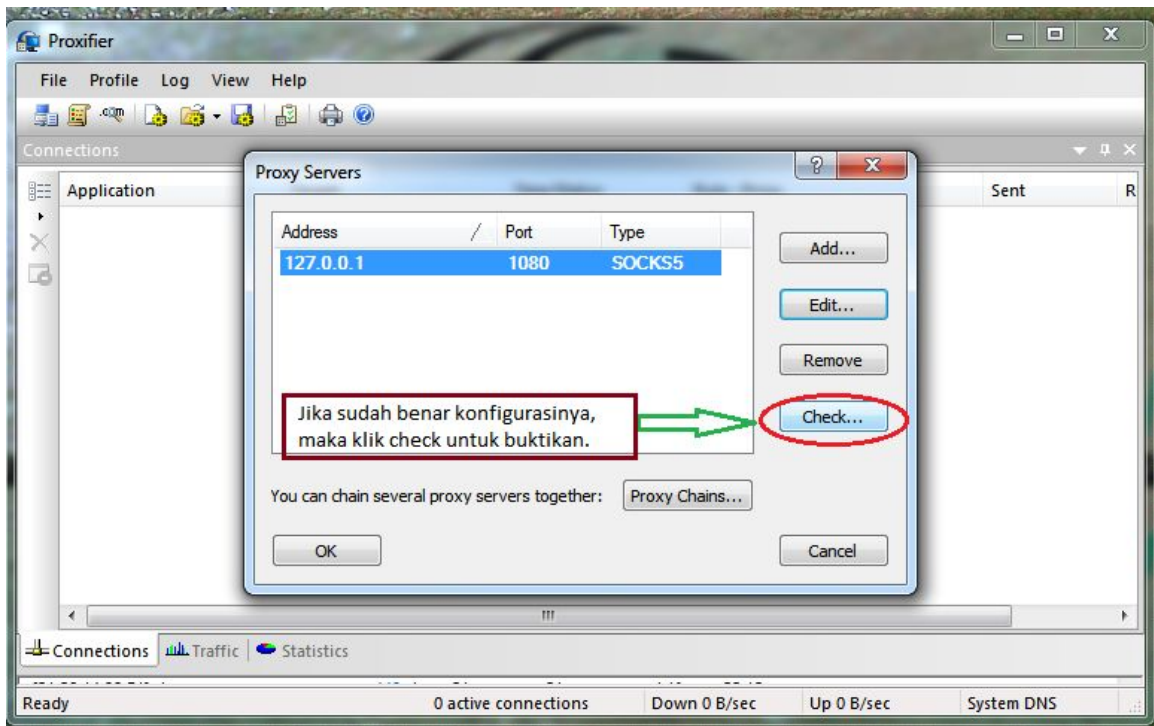 Proxifier
File Profile Log View Help
Connections
Application Sent R
Proxy Servers
Address Port Type
127.0.0.1 1080 SOCKS5
Add...
Edit...
Remove
Check...
Jika sudah benar konfigurasinya,
maka klik check untuk buktikan.
You can chain several proxy servers together: Proxy Chains...
OK Cancel
Connections Traffic Statistics
Ready 0 active connections Down 0 B/sec Up 0 B/sec System DNS